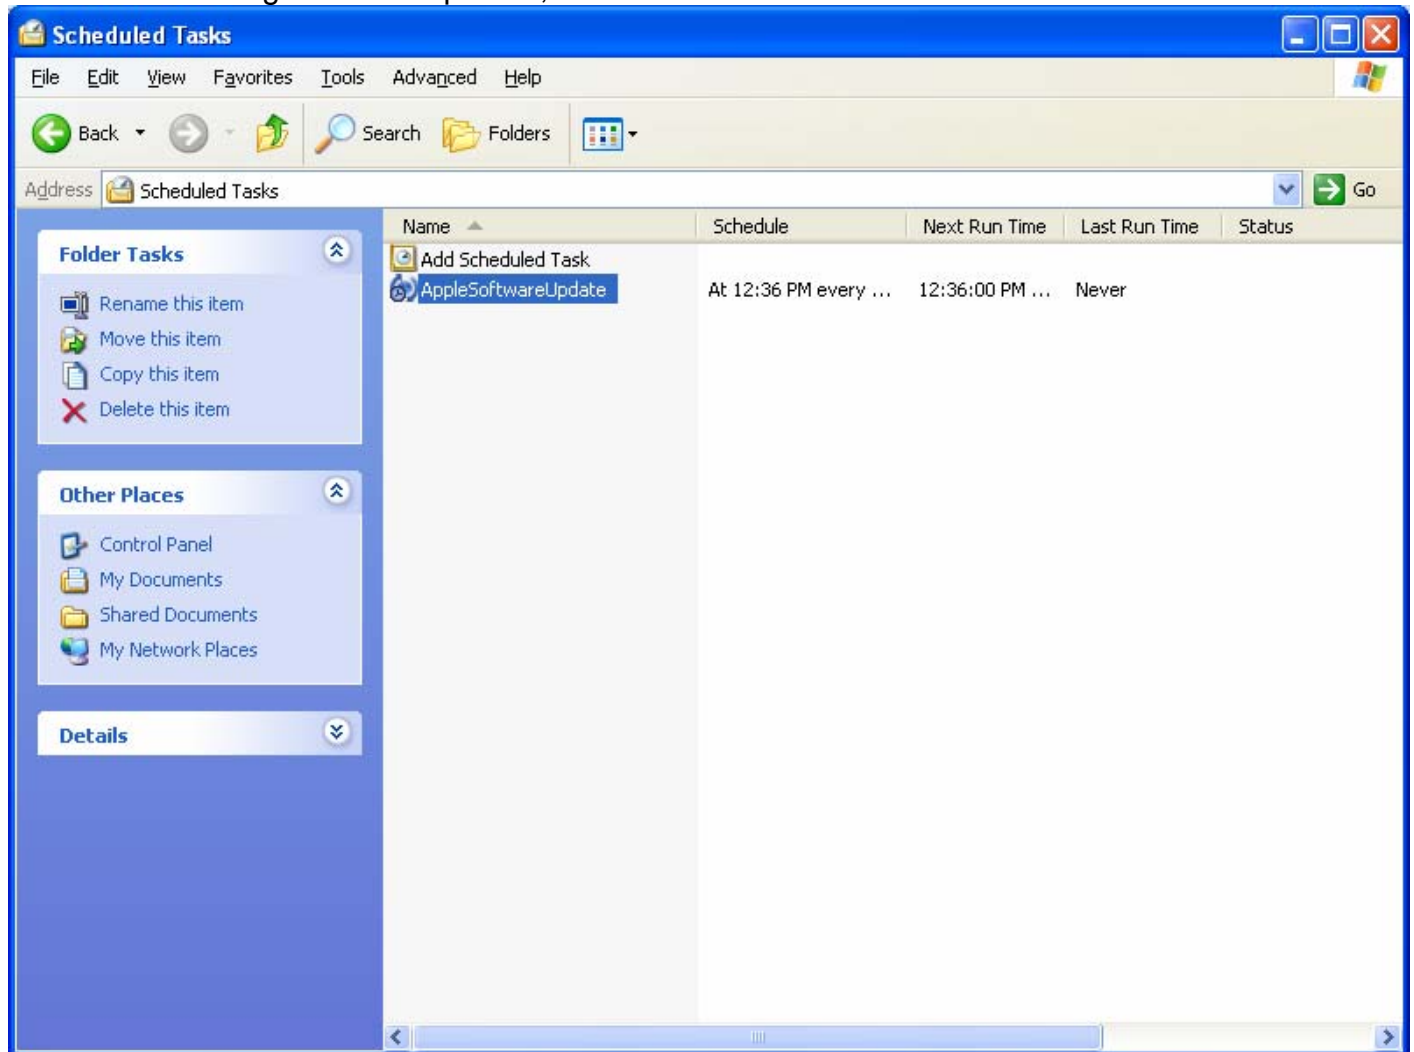 Scheduled Tasks
File Edit View Favorites Tools Advanced Help
Back Search Folders
Address Scheduled Tasks Go
Name Schedule Next Run Time Last Run Time Status
Folder Tasks
Rename this item
Move this item
Copy this item
Delete this item
Other Places
Control Panel
My Documents
Shared Documents
My Network Places
Details
Add Scheduled Task
AppleSoftwareUpdate At 12:36 PM every ... 12:36:00 PM ... Never